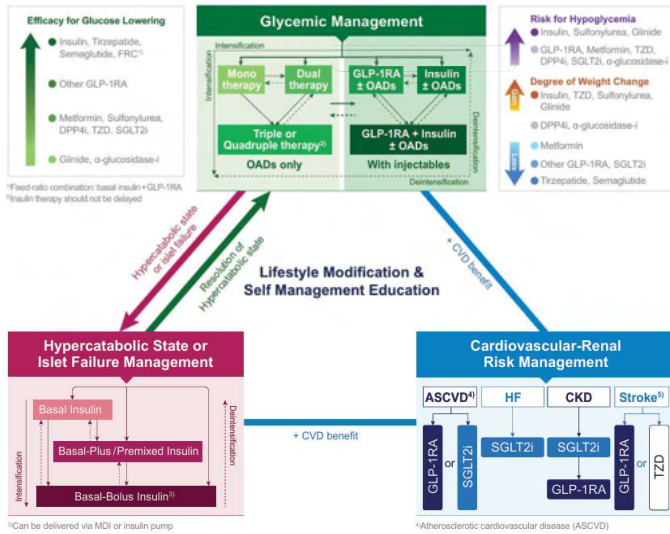 Efficacy for Glucose Lowering
Insulin, Tirzepatide,
Semaglutide, FRC1)
Other GLP-1RA
Metformin, Sulfonylurea,
DPP4i, TZD, SGLT2i
Glinide, α-glucosidase-i
1)Fixed-ratio combination: basal insulin+GLP-1RA
2)Insulin therapy should not be delayed
Glycemic Management
Intensification
Intensification
Mono
therapy
Dual
therapy
GLP-1RA
± OADs
Insulin
± OADs
Triple or
Quadruple therapy2)
GLP-1RA + Insulin
± OADs
OADs only
With injectables
Deintensification
Deintensification
Risk for Hypoglycemia
Insulin, Sulfonylurea, Glinide
GLP-1RA, Metformin, TZD,
DPP4i, SGLT2i, α-glucosidase-i
Degree of Weight Change
Gain
Insulin, TZD, Sulfonylurea,
Glinide
DPP4i, α-glucosidase-i
Metformin
Loss
Other GLP-1RA, SGLT2i
Tirzepatide, Semaglutide
Hypercatabolic state
or islet failure
Resolution of
Hypercatabolic state
Lifestyle Modification &
Self Management Education
+ CVD benefit
Hypercatabolic State or
Islet Failure Management
Intensification
Basal Insulin
Basal-Plus/Premixed Insulin
Basal-Bolus Insulin3)
Deintensification
3)Can be delivered via MDI or insulin pump
+ CVD benefit
Cardiovascular-Renal
Risk Management
ASCVD4)
HF
CKD
Stroke5)
GLP-1RA
or
SGLT2i
SGLT2i
SGLT2i
GLP-1RA
GLP-1RA
or
TZD
4)Atherosclerotic cardiovascular disease (ASCVD)